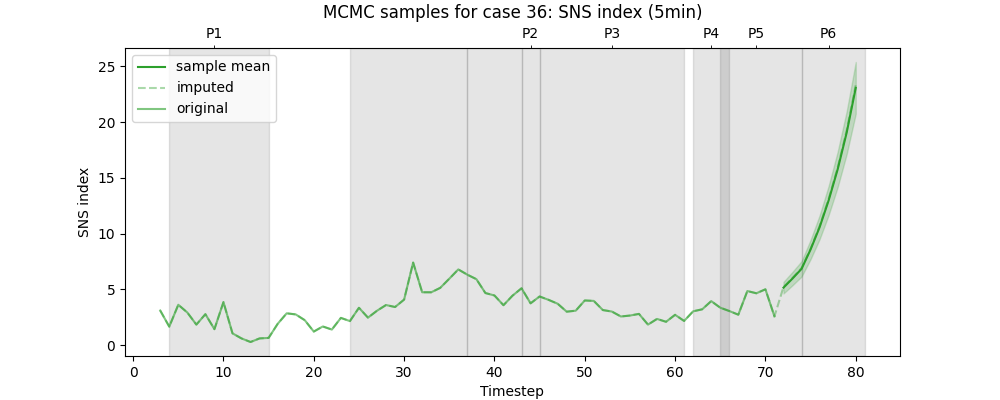 MCMC samples for case 36: SNS index (5min)
P1 P2 P3 P4 P5 P6
sample mean
imputed
original
25
20
15
10
5
0
SNS index
0 10 20 30 40 50 60 70 80
Timestep